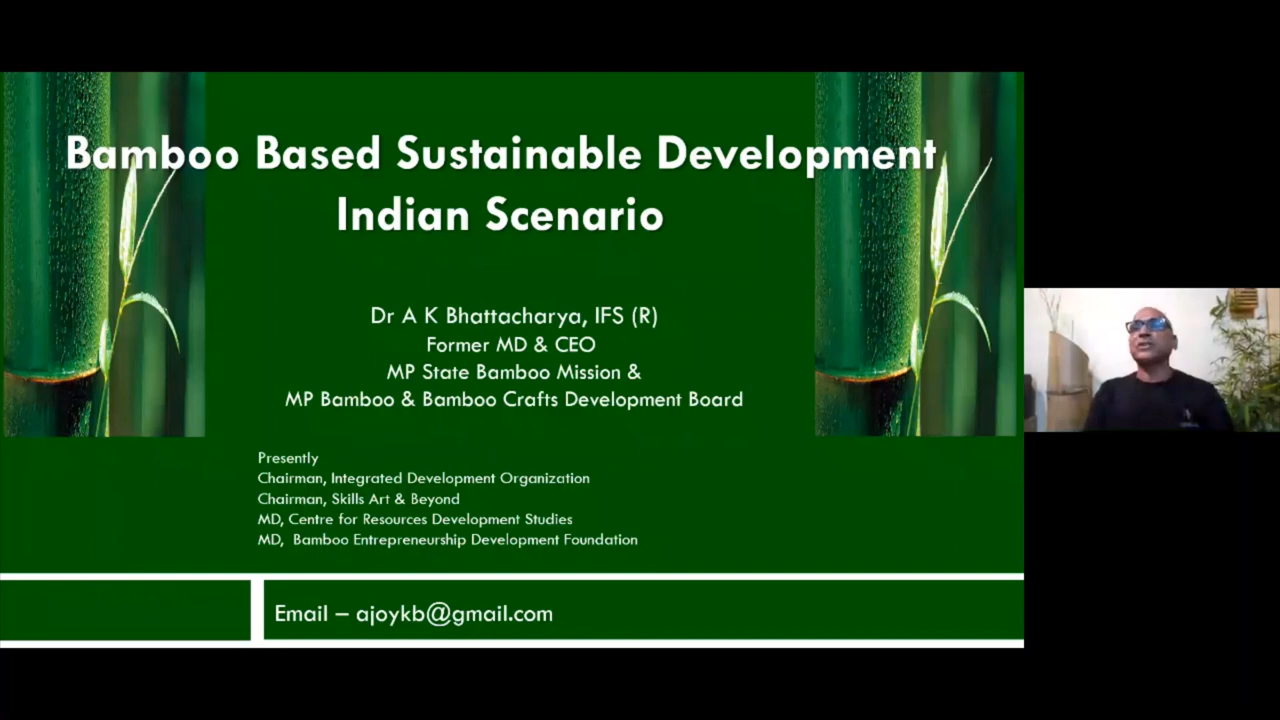 Bamboo Based Sustainable Development
Indian Scenario
Dr A K Bhattacharya, IFS (R)
Former MD & CEO
MP State Bamboo Mission &
MP Bamboo & Bamboo Crafts Development Board
Presently
Chairman, Integrated Development Organization
Chairman, Skills Art & Beyond
MD, Centre for Resources Development Studies
MD, Bamboo Entrepreneurship Development Foundation
Email – ajoykb@gmail.com